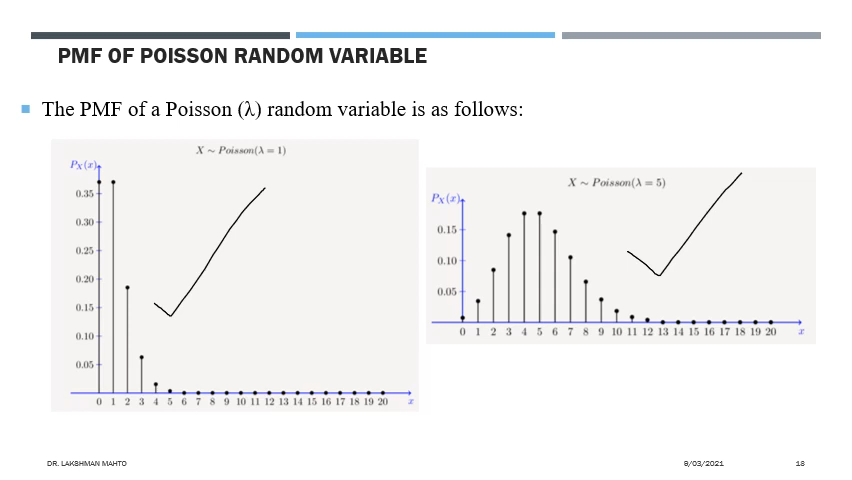 PMF OF POISSON RANDOM VARIABLE
The PMF of a Poisson (λ) random variable is as follows:
X ∼ Poisson(λ = 1)
P_X(x)
0.35
0.30
0.25
0.20
0.15
0.10
0.05
0 1 2 3 4 5 6 7 8 9 10 11 12 13 14 15 16 17 18 19 20 x
X ∼ Poisson(λ = 5)
P_X(x)
0.15
0.10
0.05
0 1 2 3 4 5 6 7 8 9 10 11 12 13 14 15 16 17 18 19 20 x
DR. LAKSHMAN MAHTO 9/03/2021 18